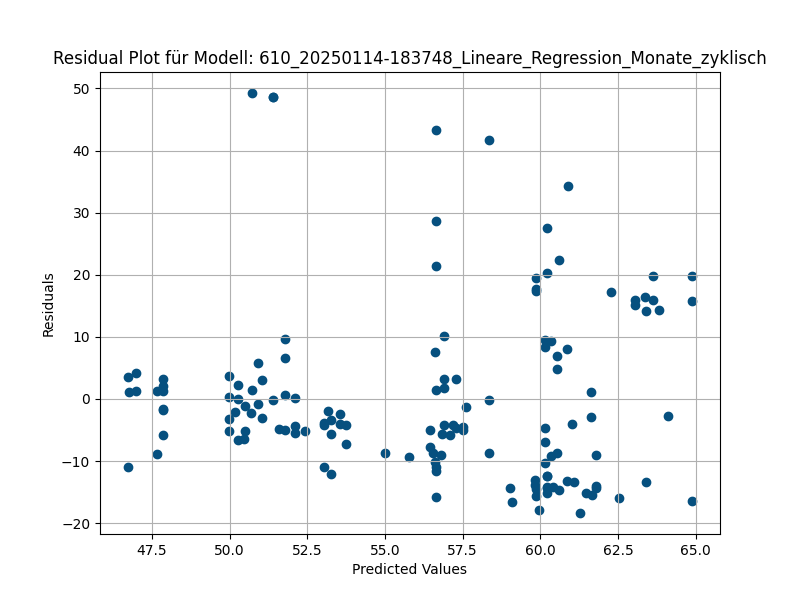 Residual Plot für Modell: 610_20250114-183748_Lineare_Regression_Monate_zyklisch
50
40
30
20
10
0
−10
−20
Residuals
47.5 50.0 52.5 55.0 57.5 60.0 62.5 65.0
Predicted Values